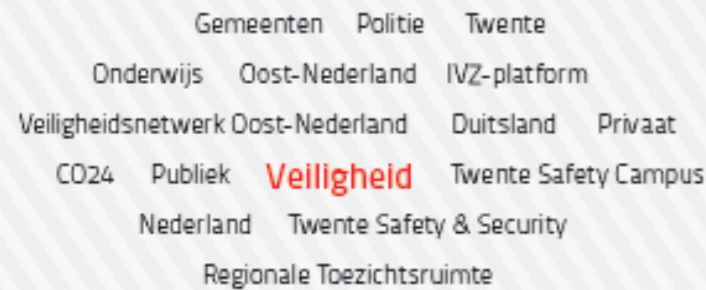 Gemeenten Politie Twente
Onderwijs Oost-Nederland IVZ-platform
Veiligheidsnetwerk Oost-Nederland Duitsland Privaat
CO24 Publiek Veiligheid Twente Safety Campus
Nederland Twente Safety & Security
Regionale Toezichtsruimte